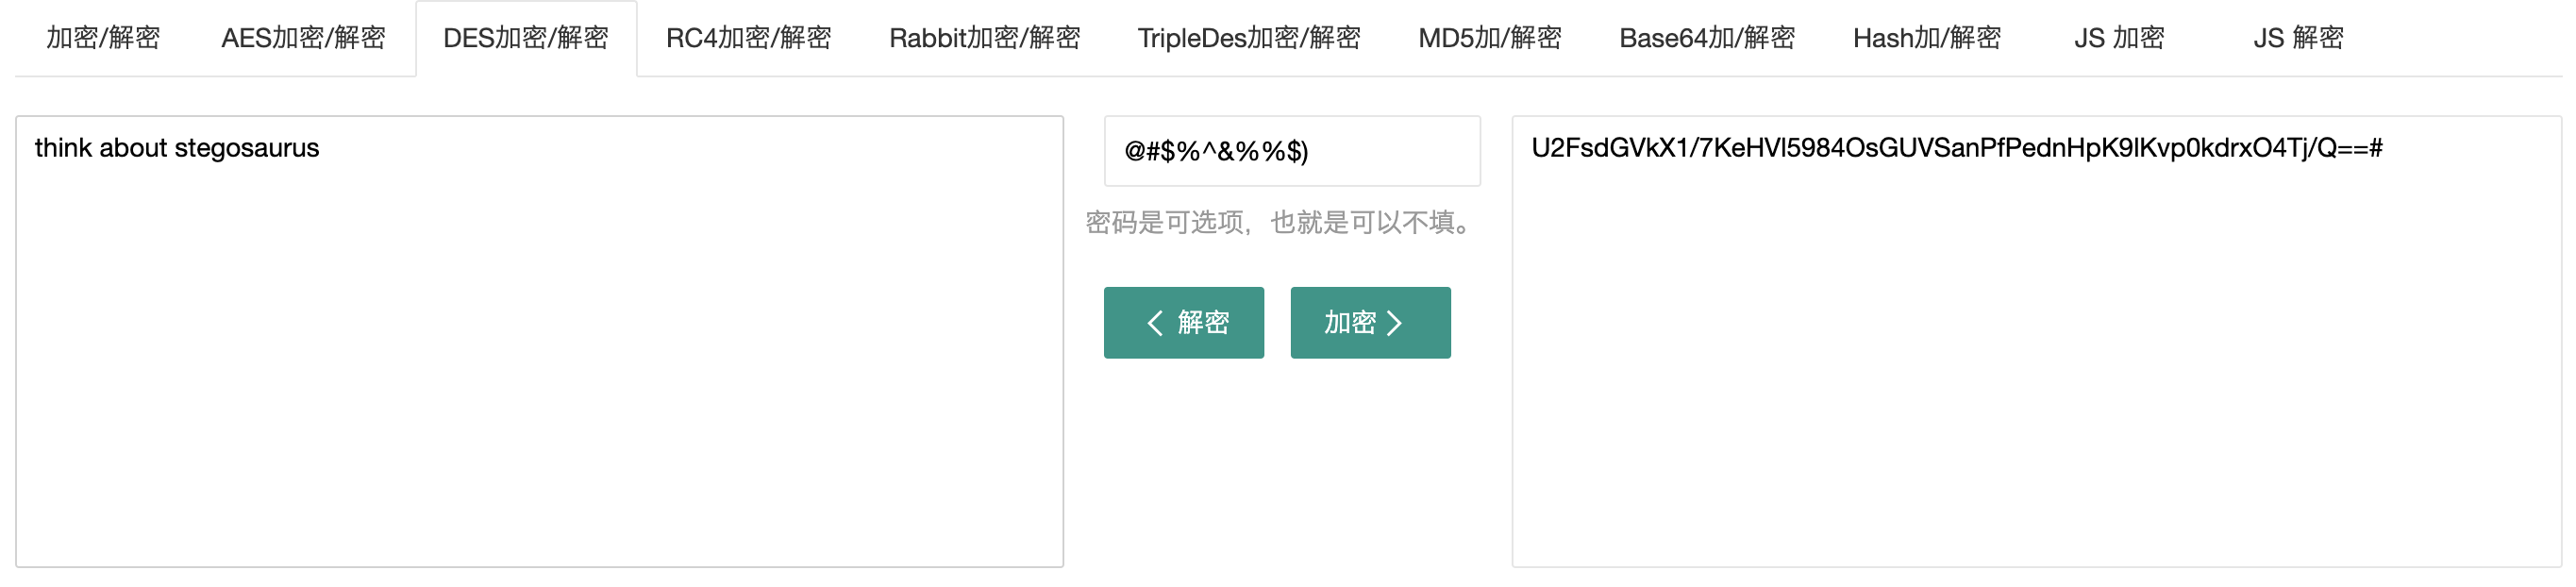 加密/解密 AES加密/解密 DES加密/解密 RC4加密/解密 Rabbit加密/解密 TripleDes加密/解密 MD5加/解密 Base64加/解密 Hash加/解密 JS 加密 JS 解密
think about stegosaurus
@#$%^&%%$)
密码是可选项，也就是可以不填。
解密 加密
U2FsdGVkX1/7KeHVl5984OsGUVSanPfPednHpK9lKvp0kdrxO4Tj/Q==#